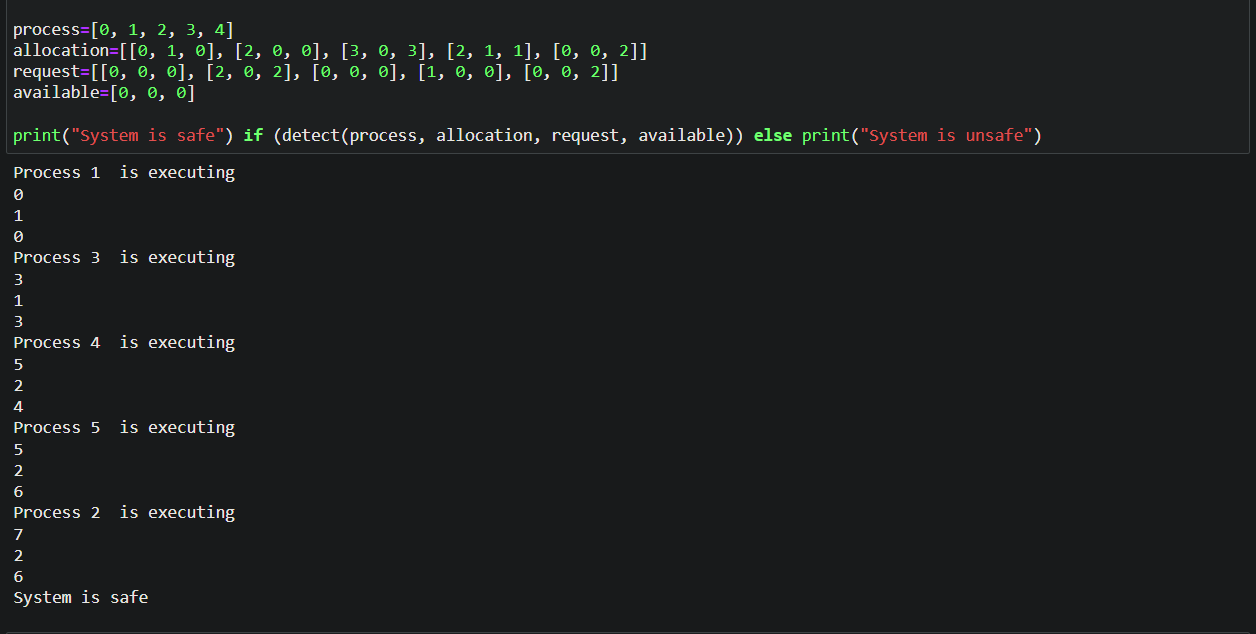 process=[0, 1, 2, 3, 4]
allocation=[[0, 1, 0], [2, 0, 0], [3, 0, 3], [2, 1, 1], [0, 0, 2]]
request=[[0, 0, 0], [2, 0, 2], [0, 0, 0], [1, 0, 0], [0, 0, 2]]
available=[0, 0, 0]
print("System is safe") if (detect(process, allocation, request, available)) else print("System is unsafe")
Process 1  is executing
0
1
0
Process 3  is executing
3
1
3
Process 4  is executing
5
2
4
Process 5  is executing
5
2
6
Process 2  is executing
7
2
6
System is safe